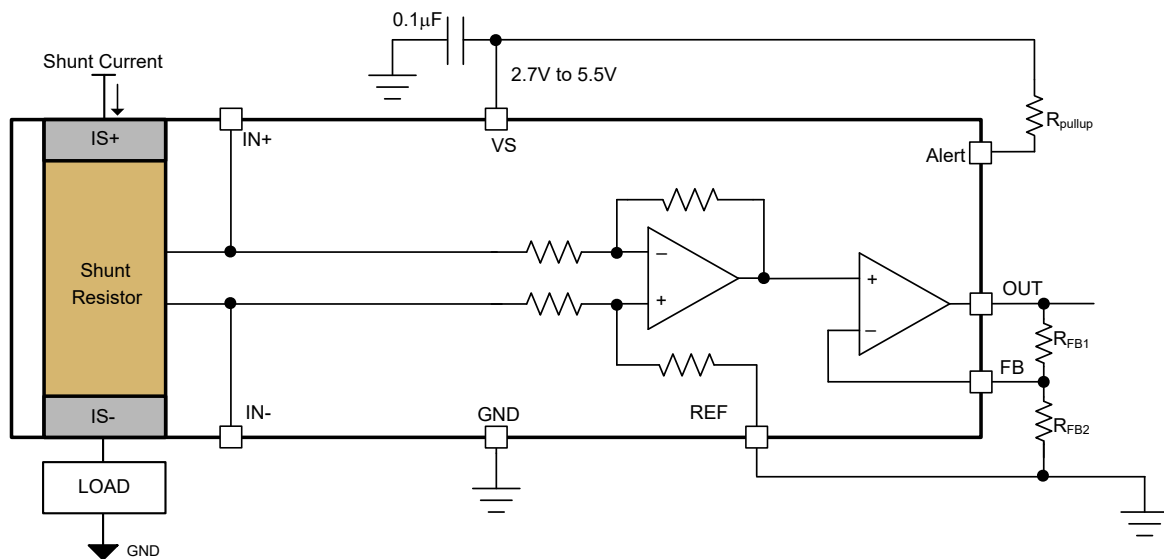 0.1µF
2.7V to 5.5V
Shunt Current
IS+
IN+
VS
Rpullup
Alert
Shunt
Resistor
–
+
+
–
OUT
RFB1
FB
RFB2
IS-
IN-
GND
REF
LOAD
GND